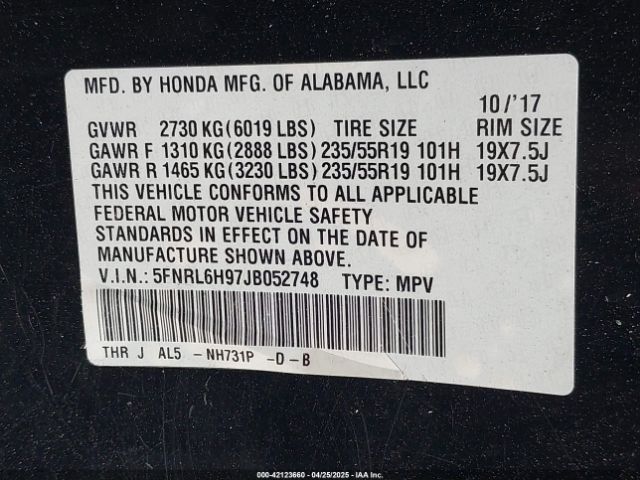 MFD. BY HONDA MFG. OF ALABAMA, LLC
10/'17
GVWR 2730 KG(6019 LBS) TIRE SIZE RIM SIZE
GAWR F 1310 KG(2888 LBS) 235/55R19 101H 19X7.5J
GAWR R 1465 KG(3230 LBS) 235/55R19 101H 19X7.5J
THIS VEHICLE CONFORMS TO ALL APPLICABLE
FEDERAL MOTOR VEHICLE SAFETY
STANDARDS IN EFFECT ON THE DATE OF
MANUFACTURE SHOWN ABOVE.
V.I.N.: 5FNRL6H97JB052748 TYPE: MPV
THR J AL5 -NH731P -D-B
000-42123660 - 04/25/2025 - IAA Inc.